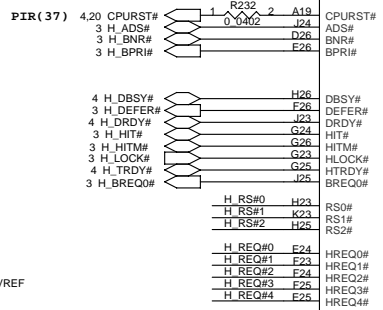 R232
PIR(37) 4,20 CPURST# 1 2 A19 CPURST#
3 H_ADS# 0_0402 J24 ADS#
3 H_BNR# D26 BNR#
3 H_BPRI# E26 BPRI#
4 H_DBSY# H26 DBSY#
3 H_DEFER# F26 DEFER#
4 H_DRDY# J23 DRDY#
3 H_HIT# G24 HIT#
3 H_HITM# G26 HITM#
3 H_LOCK# G23 HLOCK#
4 H_TRDY# G25 HTRDY#
3 H_BREQ0# J25 BREQ0#
H_RS#0 H23 RS0#
H_RS#1 K23 RS1#
H_RS#2 H25 RS2#
H_REQ#0 E24 HREQ0#
H_REQ#1 F23 HREQ1#
H_REQ#2 F24 HREQ2#
/REF H_REQ#3 F25 HREQ3#
H_REQ#4 E25 HREQ4#